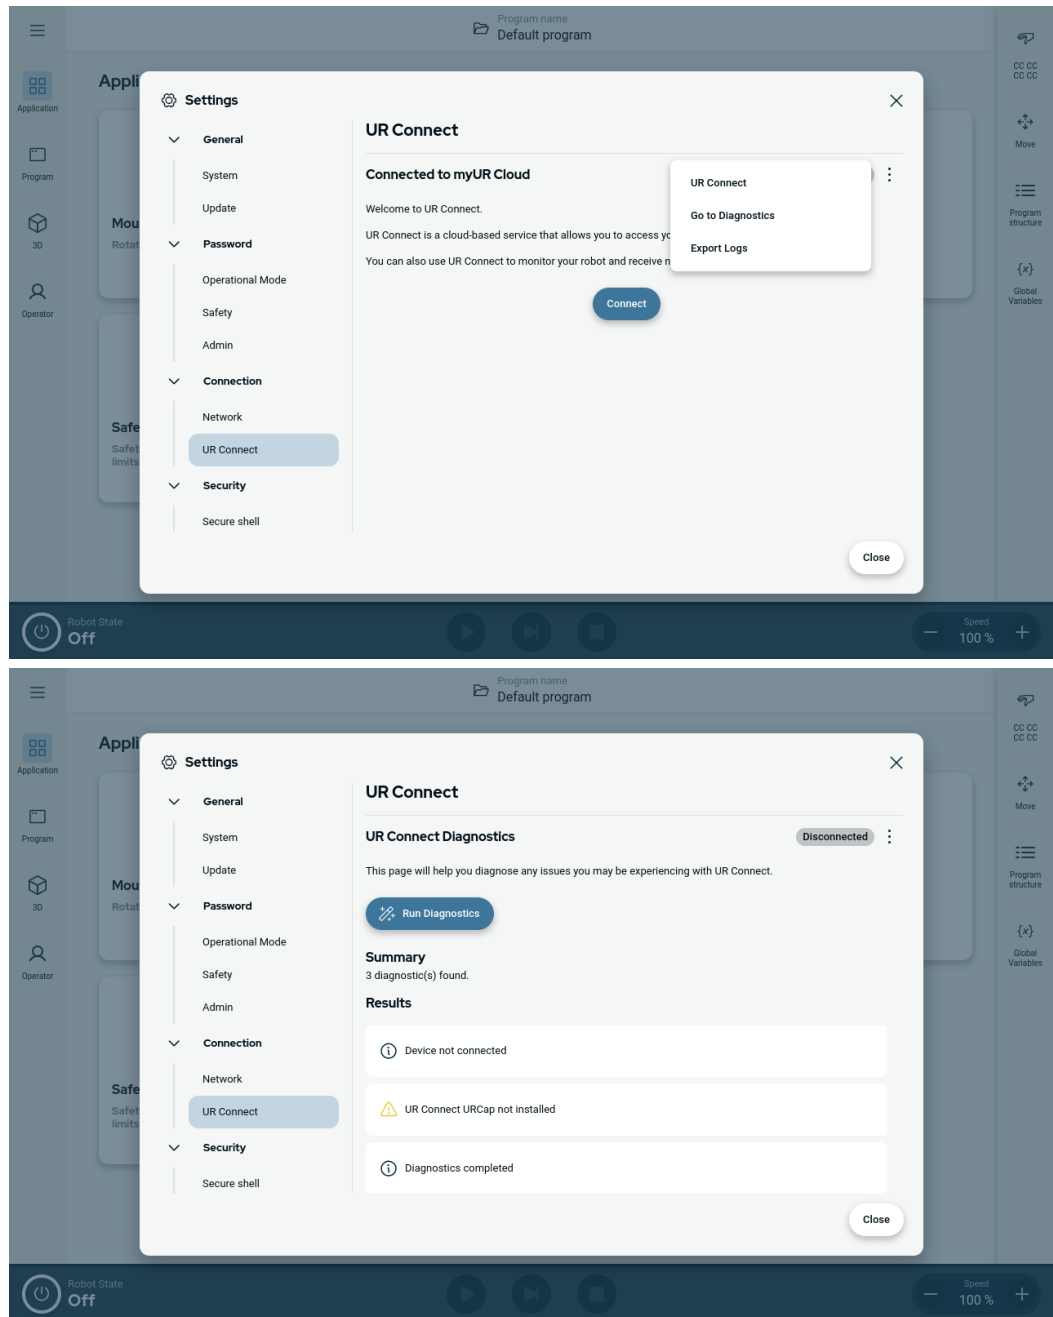 Program name
Default program
Application
Program
3D
Operator
Appli
Mou
Rotat
Safe
Safet
limits
Settings
General
System
Update
Password
Operational Mode
Safety
Admin
Connection
Network
UR Connect
Security
Secure shell
UR Connect
Connected to myUR Cloud
Welcome to UR Connect.
UR Connect is a cloud-based service that allows you to access yo
You can also use UR Connect to monitor your robot and receive n
UR Connect
Go to Diagnostics
Export Logs
Connect
Close
CC CC
CC CC
Move
Program
structure
{x}
Global
Variables
Robot State
Off
Speed
100 %
Program name
Default program
Application
Program
3D
Operator
Appli
Mou
Rotat
Safe
Safet
limits
Settings
General
System
Update
Password
Operational Mode
Safety
Admin
Connection
Network
UR Connect
Security
Secure shell
UR Connect
UR Connect Diagnostics
Disconnected
This page will help you diagnose any issues you may be experiencing with UR Connect.
Run Diagnostics
Summary
3 diagnostic(s) found.
Results
Device not connected
UR Connect URCap not installed
Diagnostics completed
Close
CC CC
CC CC
Move
Program
structure
{x}
Global
Variables
Robot State
Off
Speed
100 %